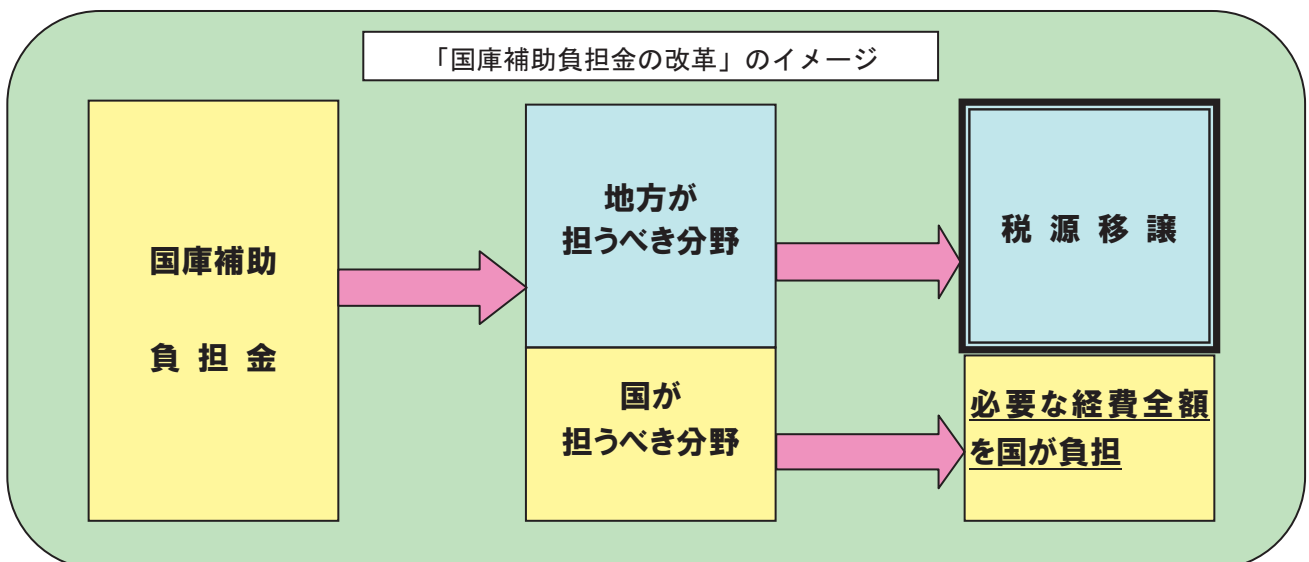 「国庫補助負担金の改革」のイメージ
国庫補助
負担金
地方が
担うべき分野
国が
担うべき分野
税源移譲
必要な経費全額
を国が負担